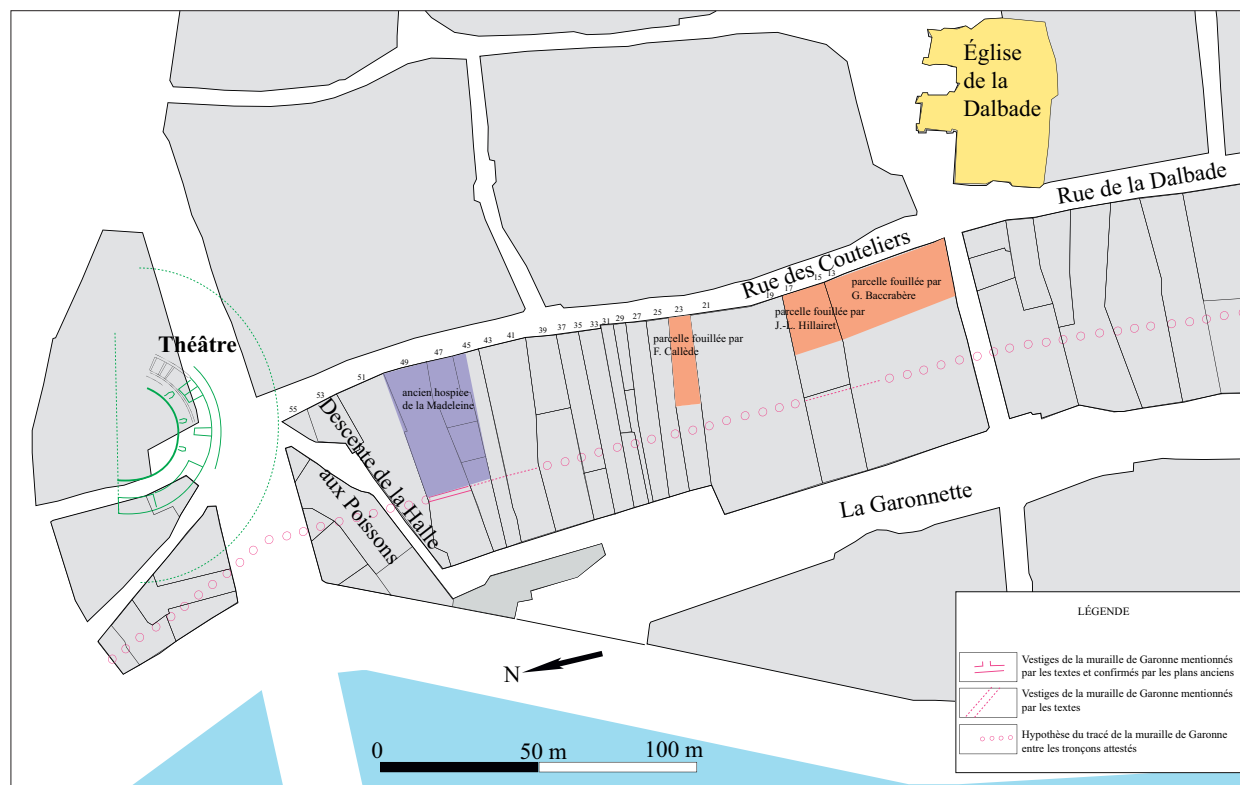 Église
de la
Dalbade
Rue de la Dalbade
Rue des Couteliers
parcelle fouillée par
G. Baccrabère
parcelle fouillée par
J.-L. Hillairet
parcelle fouillée par
F. Callède
13
15
17
19
21
23
25
27
29
31
33
35
37
39
41
43
45
47
49
51
53
55
Théâtre
ancien hospice
de la Madeleine
Descente de la Halle
aux Poissons
La Garonnette
N
0 50 m 100 m
LÉGENDE
Vestiges de la muraille de Garonne mentionnés
par les textes et confirmés par les plans anciens
Vestiges de la muraille de Garonne mentionnés
par les textes
Hypothèse du tracé de la muraille de Garonne
entre les tronçons attestés